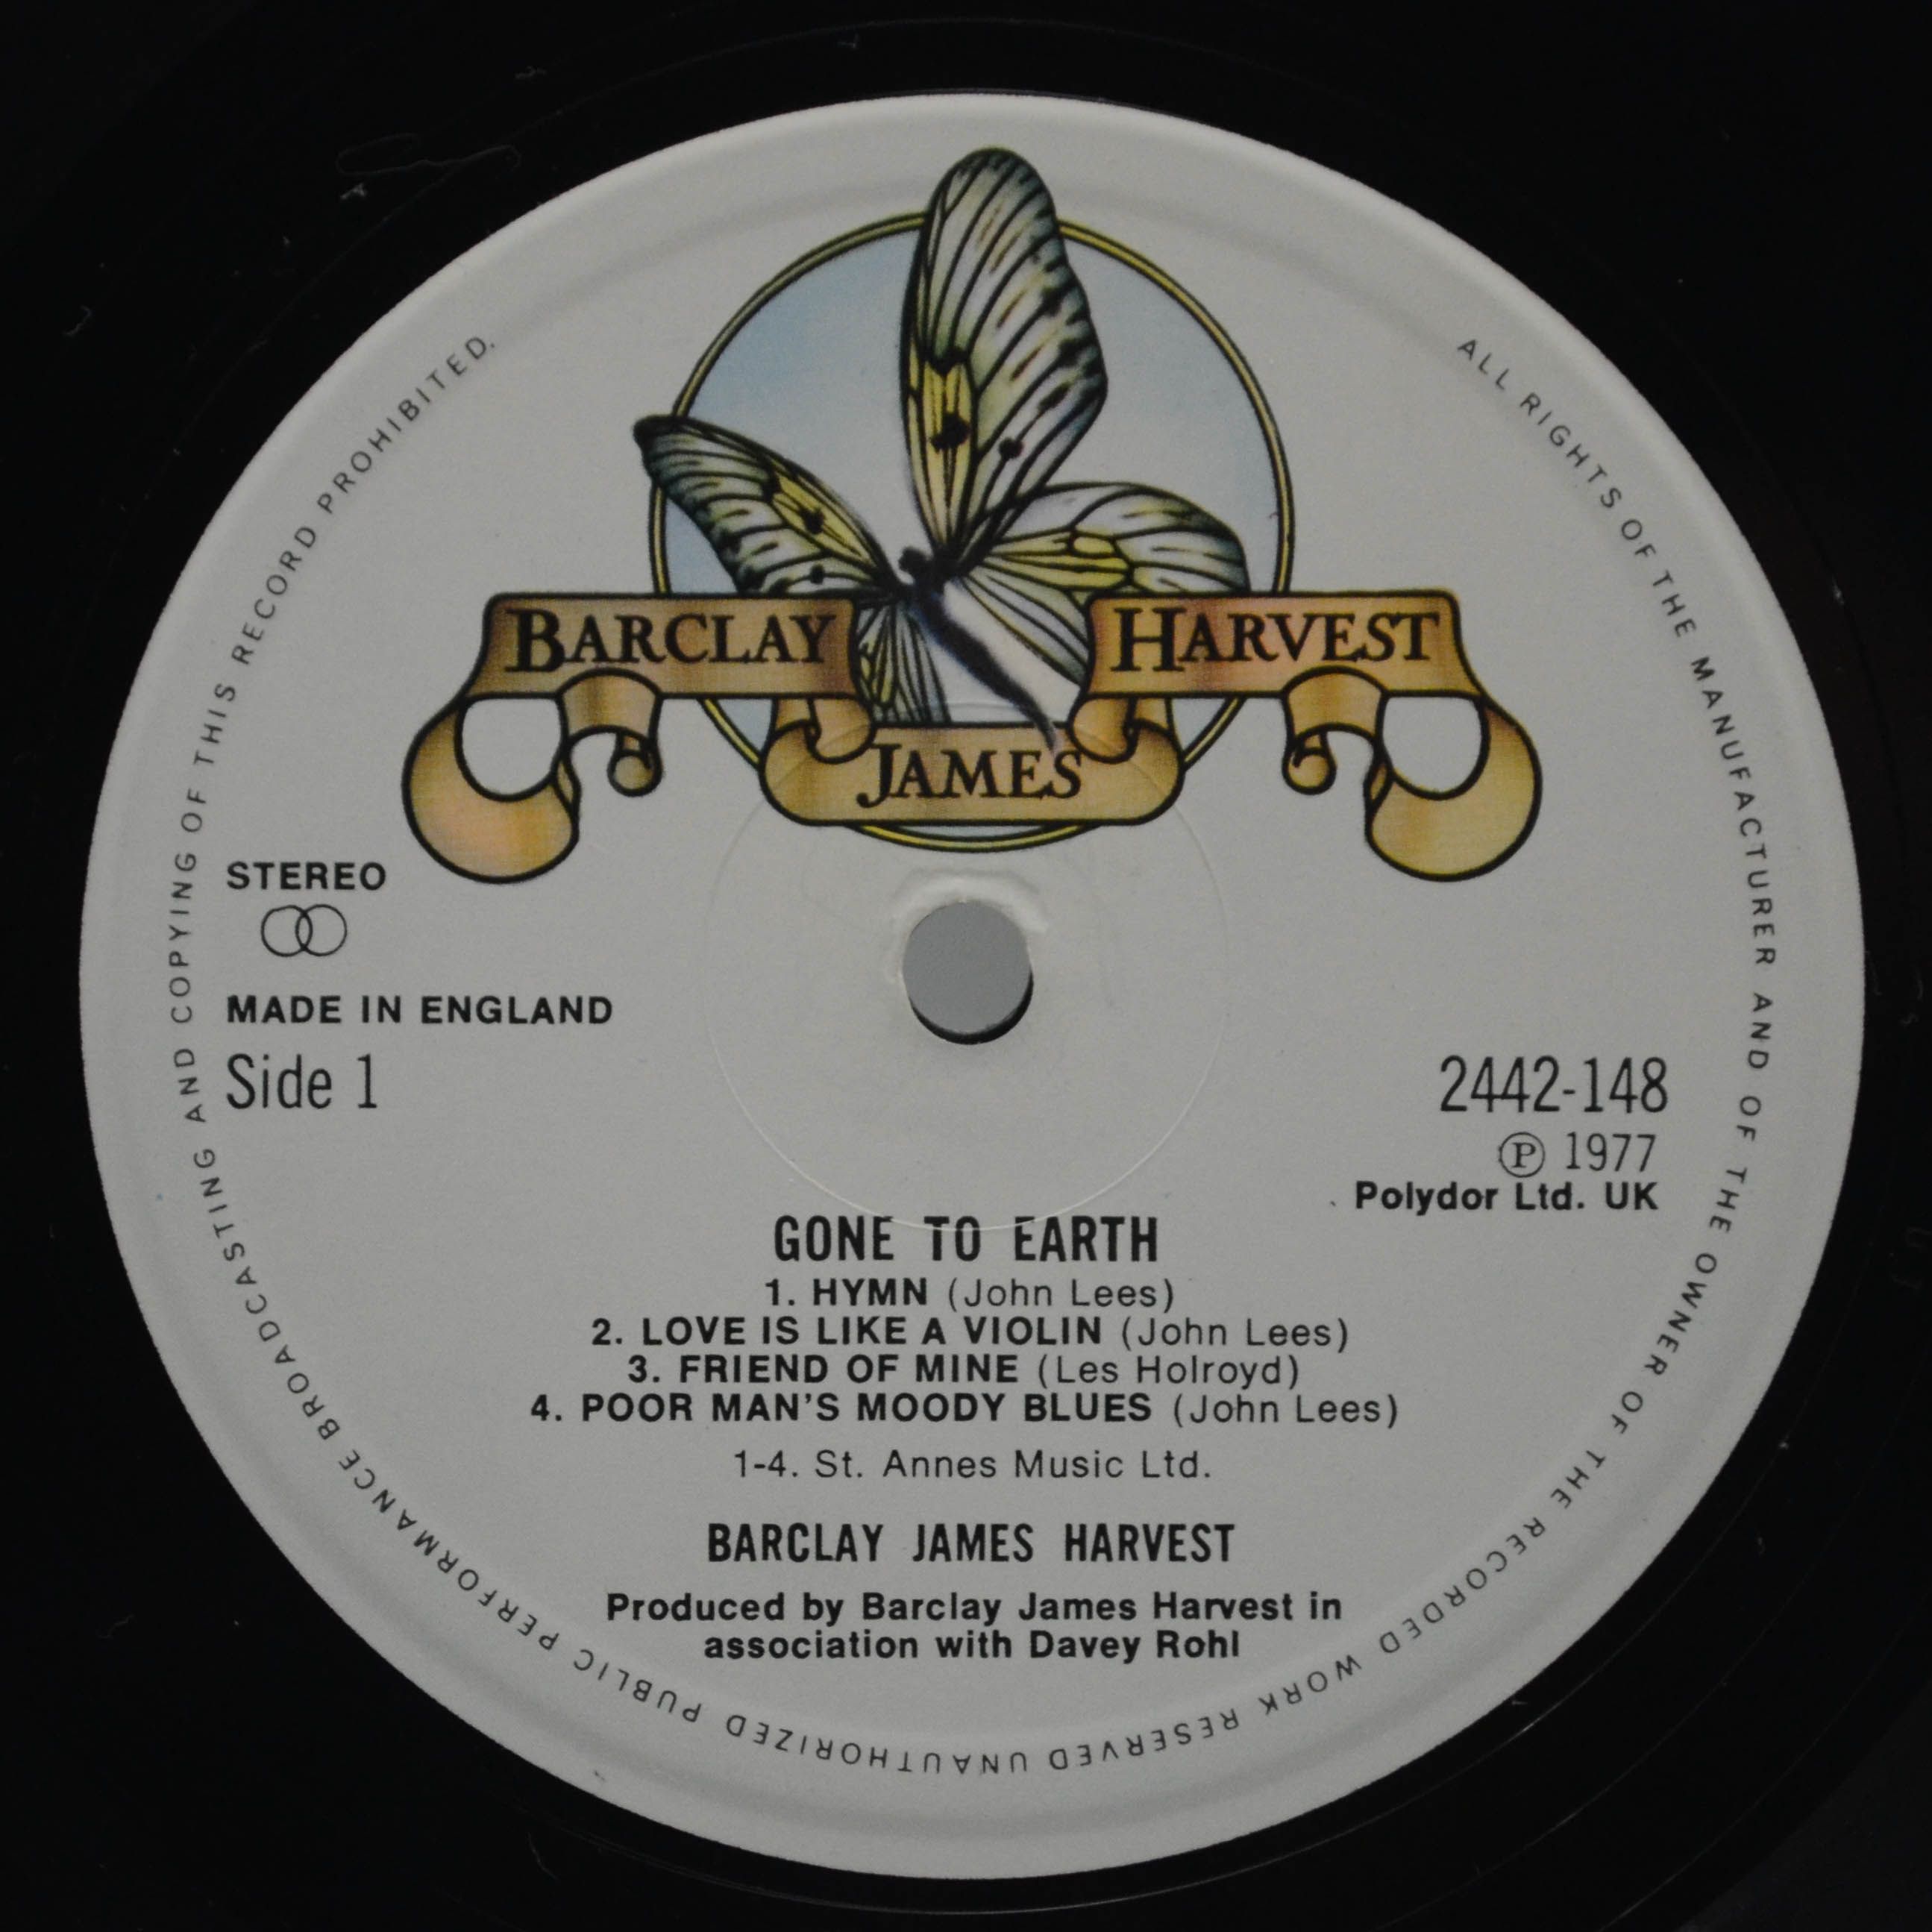 BARCLAY
JAMES
HARVEST
STEREO
MADE IN ENGLAND
Side 1
2442-148
Ⓟ 1977
Polydor Ltd. UK
GONE TO EARTH
1. HYMN (John Lees)
2. LOVE IS LIKE A VIOLIN (John Lees)
3. FRIEND OF MINE (Les Holroyd)
4. POOR MAN'S MOODY BLUES (John Lees)
1-4. St. Annes Music Ltd.
BARCLAY JAMES HARVEST
Produced by Barclay James Harvest in
association with Davey Rohl
ALL RIGHTS OF THE MANUFACTURER AND OF THE OWNER OF THE RECORDED WORK RESERVED UNAUTHORIZED PUBLIC PERFORMANCE BROADCASTING AND COPYING OF THIS RECORD PROHIBITED.